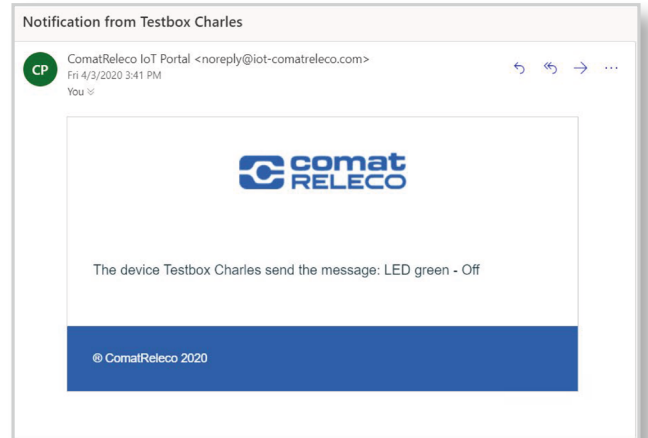 Notification from Testbox Charles
CP
ComatReleco IoT Portal <noreply@iot-comatreleco.com>
Fri 4/3/2020 3:41 PM
You
comat
RELECO
The device Testbox Charles send the message: LED green - Off
® ComatReleco 2020